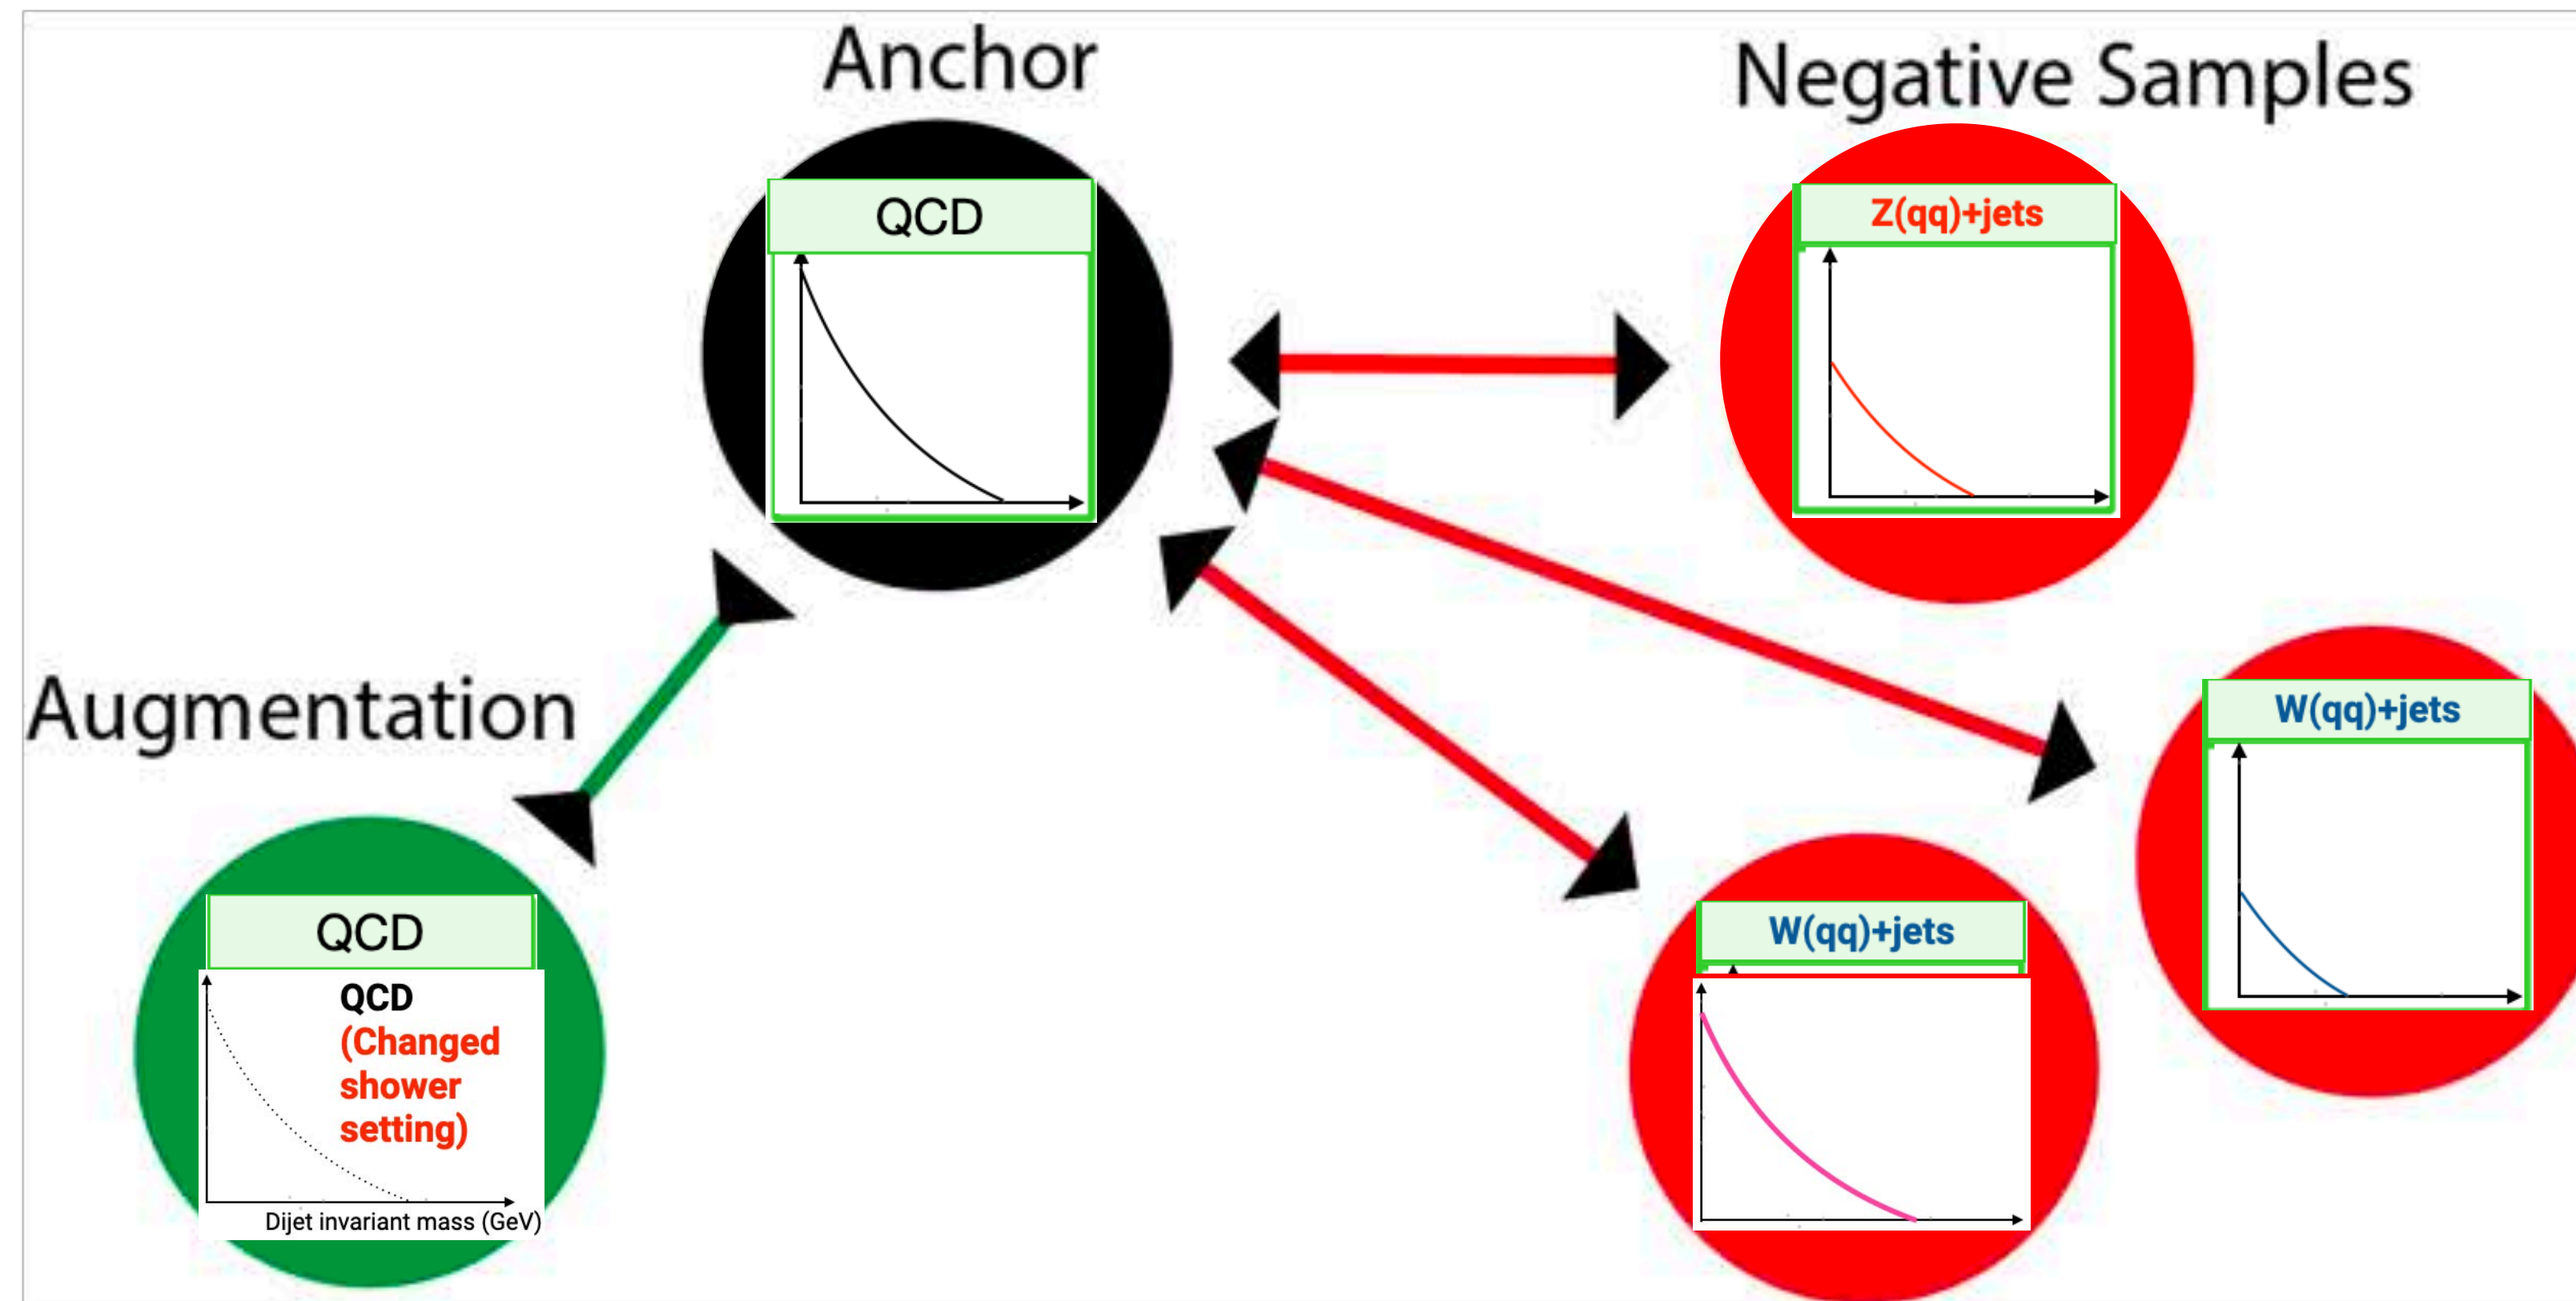 Anchor
Negative Samples
QCD
Z(qq)+jets
Augmentation
W(qq)+jets
QCD
W(qq)+jets
QCD
(Changed
shower
setting)
Dijet invariant mass (GeV)